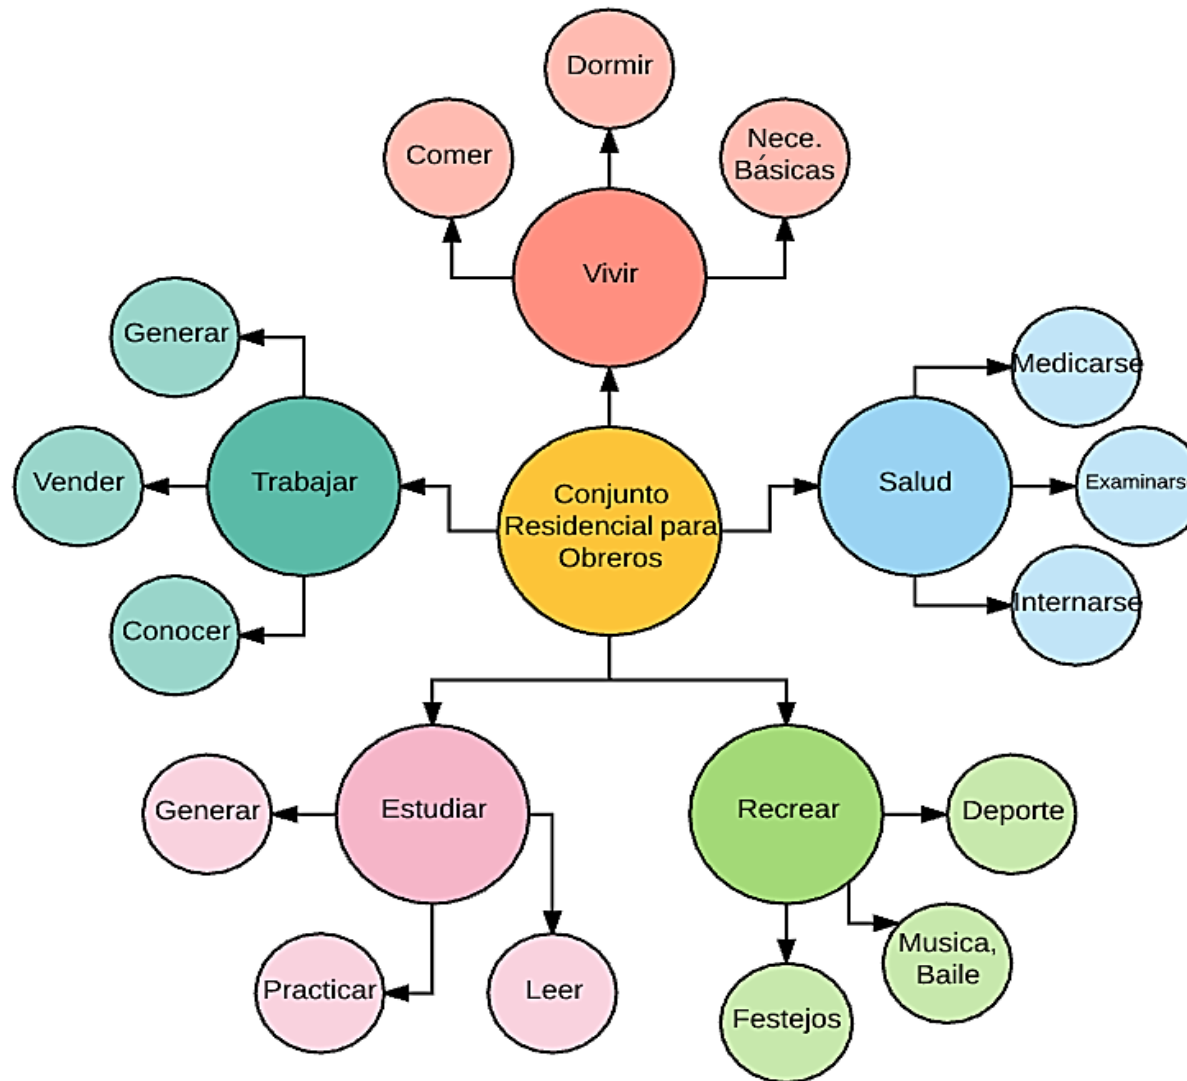 Dormir
Comer
Nece.
Básicas
Vivir
Generar
Vender
Trabajar
Conocer
Conjunto
Residencial para
Obreros
Salud
Medicarse
Examinars
Internarse
Estudiar
Generar
Practicar
Leer
Recrear
Deporte
Musica,
Baile
Festejos